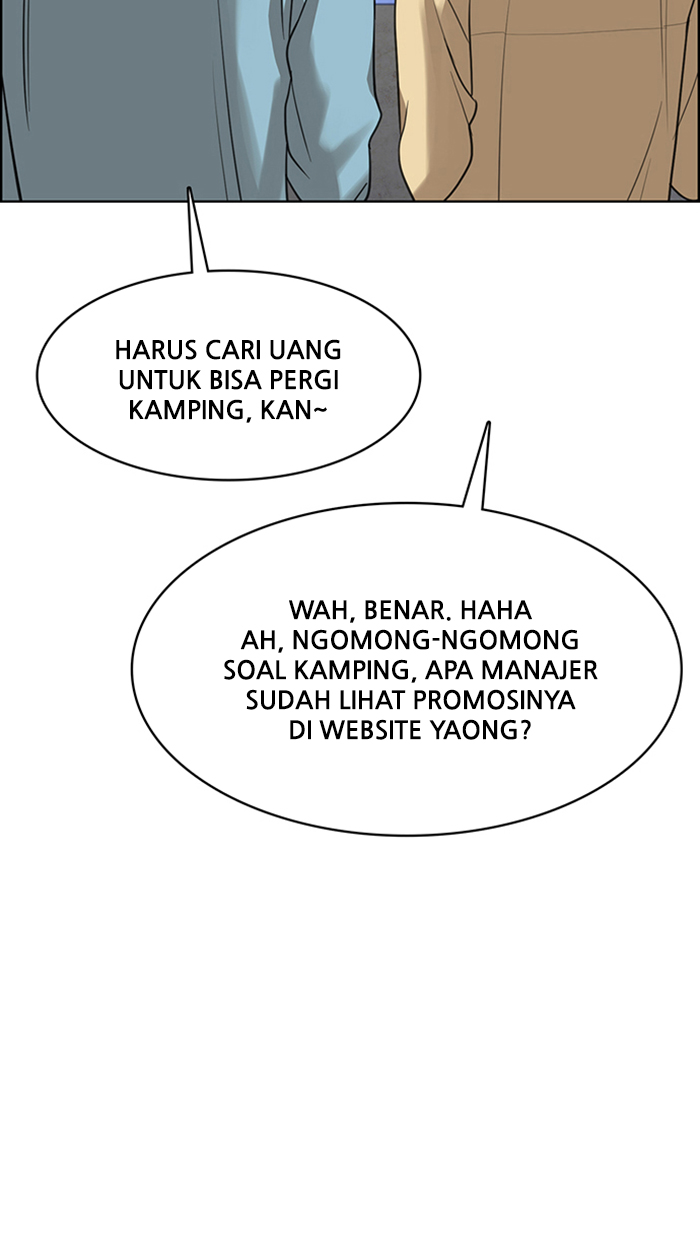 HARUS CARI UANG
UNTUK BISA PERGI
KAMPING, KAN~
WAH, BENAR. HAHA
AH, NGOMONG-NGOMONG
SOAL KAMPING, APA MANAJER
SUDAH LIHAT PROMOSINYA
DI WEBSITE YAONG?